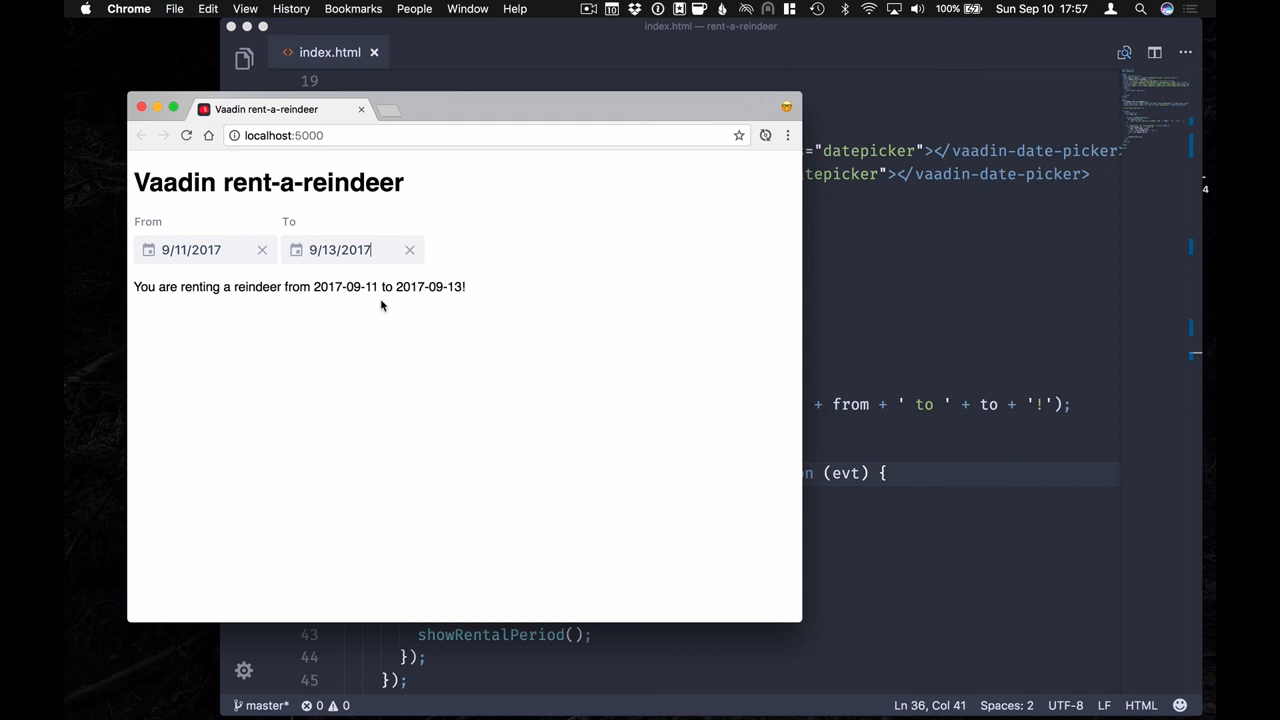 Chrome File Edit View History Bookmarks People Window Help 100% Sun Sep 10 17:57
index.html — rent-a-reindeer
index.html
19
Vaadin rent-a-reindeer
localhost:5000
="datepicker"></vaadin-date-picker>
Vaadin rent-a-reindeer
tepicker"></vaadin-date-picker>
From To
9/11/2017 9/13/2017
You are renting a reindeer from 2017-09-11 to 2017-09-13!
+ from + ' to ' + to + '!');
n (evt) {
43 showRentalPeriod();
44 });
45 });
master* 0 0 Ln 36, Col 41 Spaces: 2 UTF-8 LF HTML